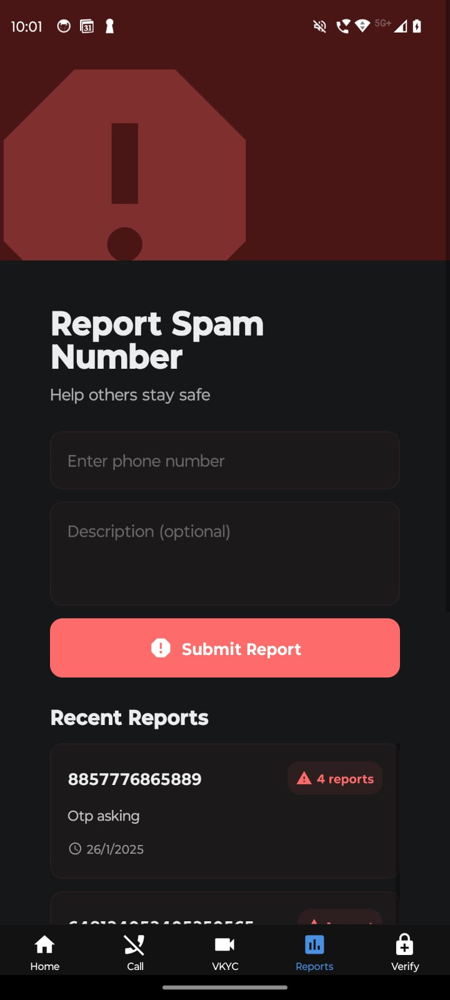 10:01
31
5G+
Report Spam
Number
Help others stay safe
Enter phone number
Description (optional)
Submit Report
Recent Reports
8857776865889
4 reports
Otp asking
26/1/2025
Home
Call
VKYC
Reports
Verify